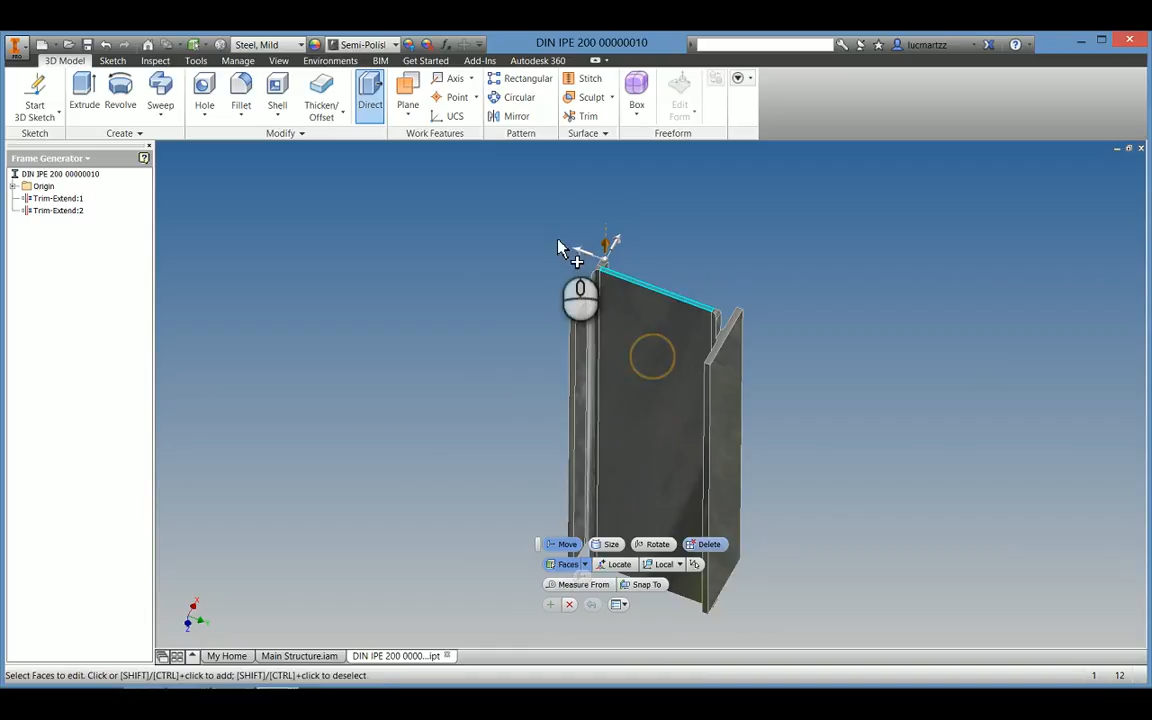 Steel, Mild
Semi-Polis
DIN IPE 200 00000010
lucmartzz
PRO
3D Model Sketch Inspect Tools Manage View Environments BIM Get Started Add-Ins Autodesk 360
Start
3D Sketch
Extrude Revolve Sweep
Hole Fillet Shell Thicken/
Offset
Direct
Plane
Axis
Point
UCS
Rectangular
Circular
Mirror
Stitch
Sculpt
Trim
Box
Edit
Form
Sketch Create Modify Work Features Pattern Surface Freeform
Frame Generator
DIN IPE 200 00000010
Origin
Trim-Extend:1
Trim-Extend:2
Move Size Rotate Delete
Faces Locate Local
Measure From Snap To
X
Y
Z
My Home Main Structure.iam DIN IPE 200 0000...ipt
Select Faces to edit. Click or [SHIFT]/[CTRL]+click to add; [SHIFT]/[CTRL]+click to deselect 1 12